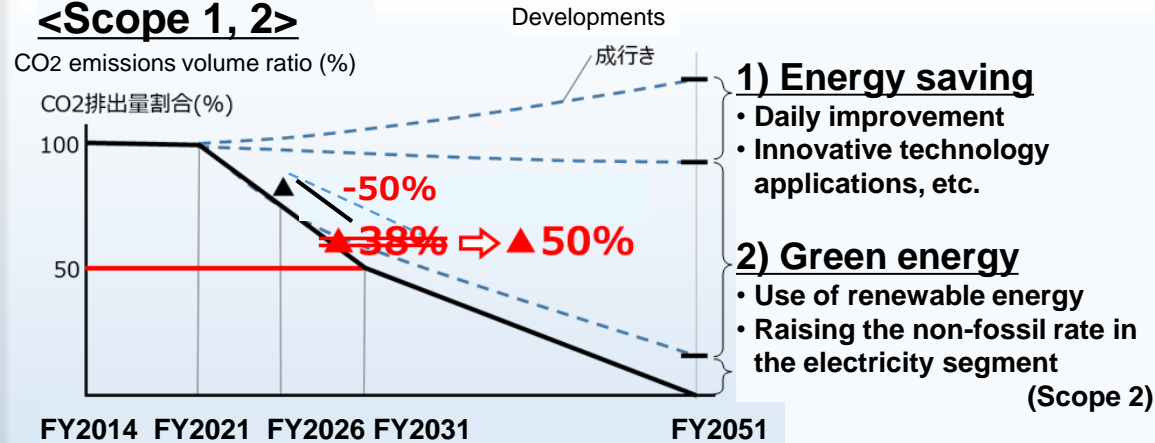 <Scope 1, 2>
Developments
CO2 emissions volume ratio (%)
成行き
CO2排出量割合(%)
100
50
-50%
▲38% ⇨ ▲50%
1) Energy saving
• Daily improvement
• Innovative technology
applications, etc.
2) Green energy
• Use of renewable energy
• Raising the non-fossil rate in
the electricity segment
(Scope 2)
FY2014 FY2021 FY2026 FY2031 FY2051